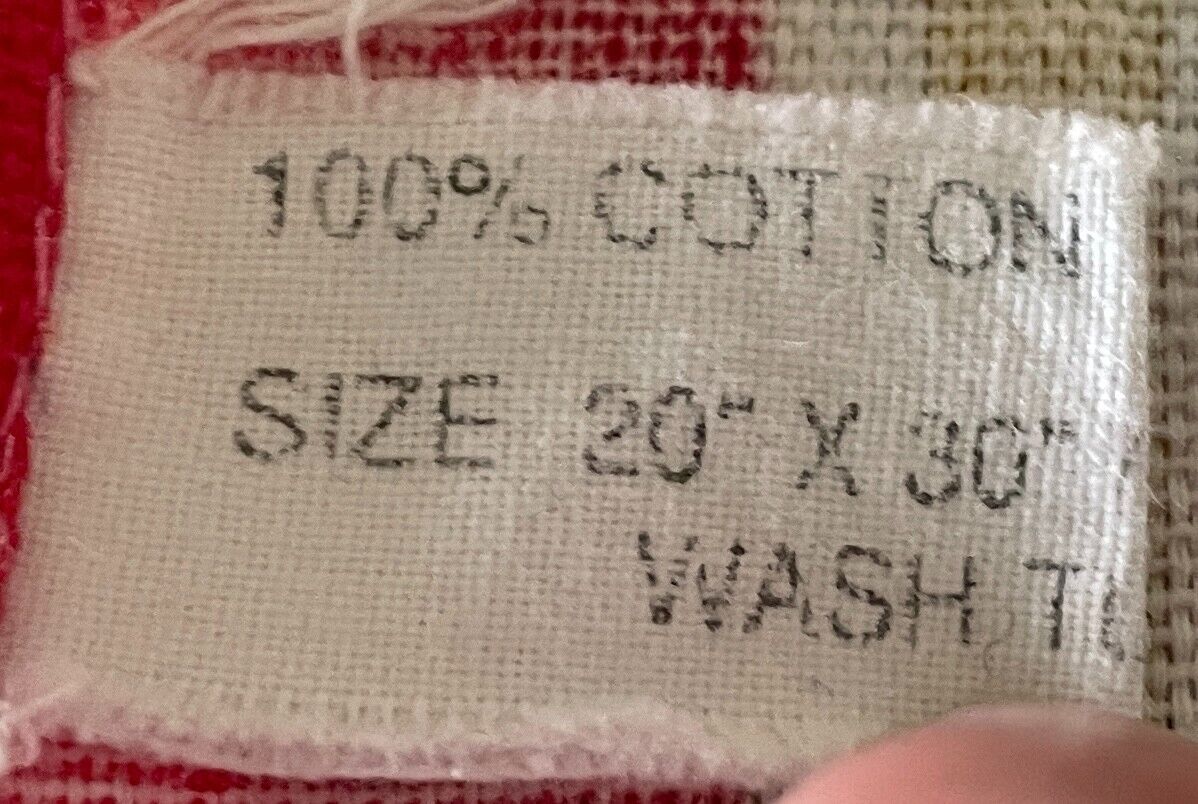 100% COTTON
SIZE 20" X 30"
WASH